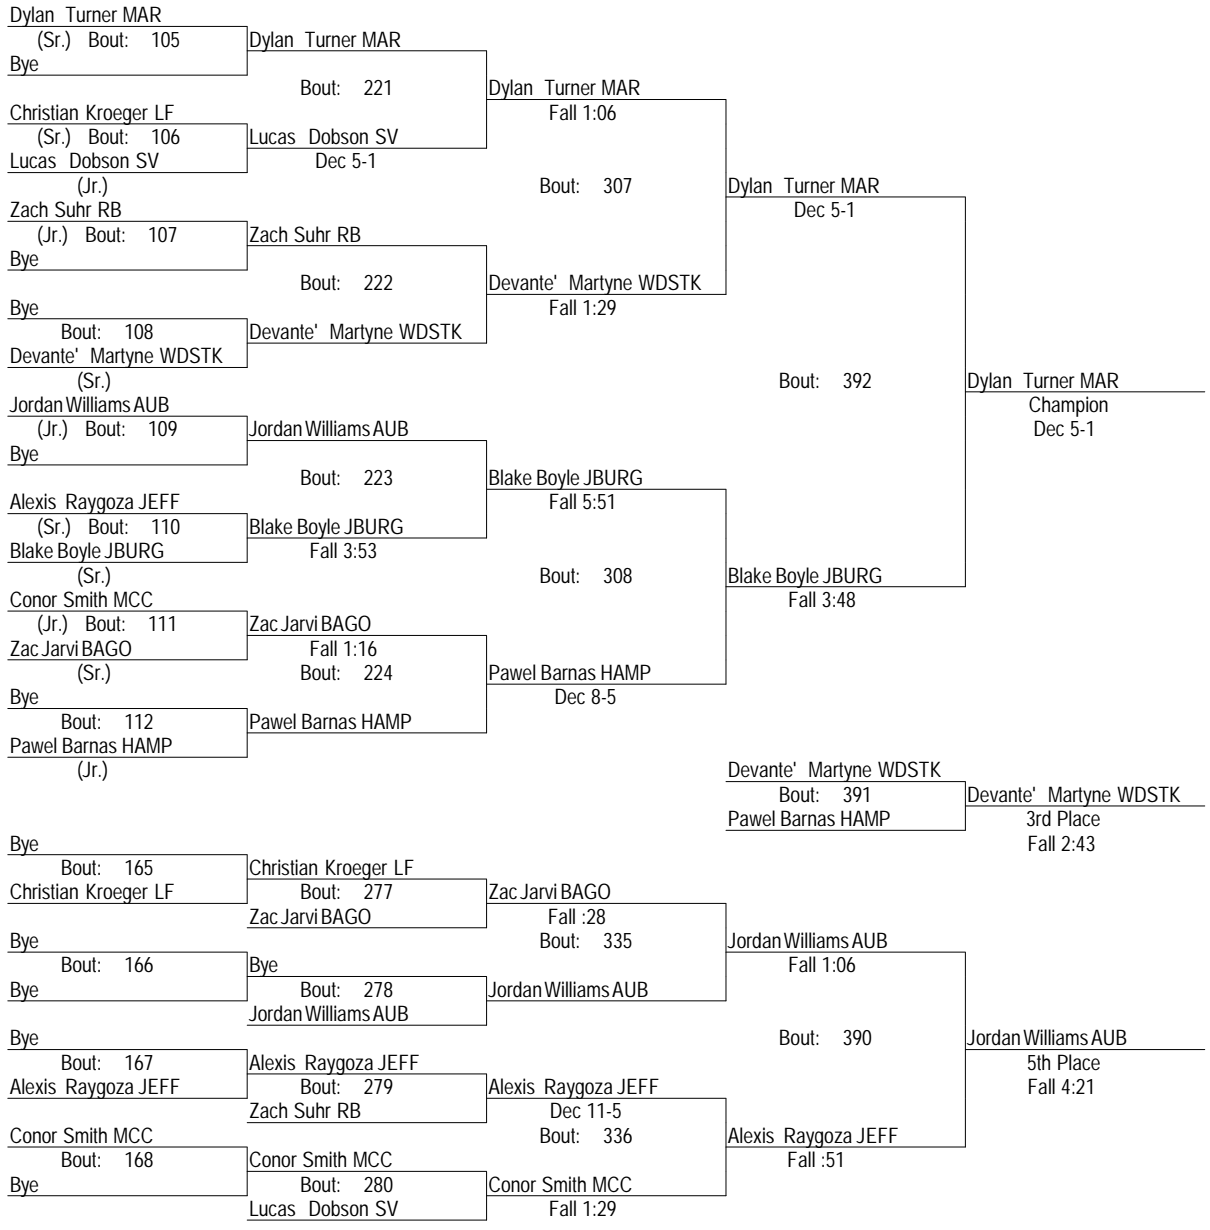 Dylan Turner MAR
(Sr.) Bout: 105 Dylan Turner MAR
Bye
Bout: 221 Dylan Turner MAR
Christian Kroeger LF Fall 1:06
(Sr.) Bout: 106 Lucas Dobson SV
Lucas Dobson SV Dec 5-1
(Jr.) Bout: 307 Dylan Turner MAR
Zach Suhr RB Dec 5-1
(Jr.) Bout: 107 Zach Suhr RB
Bye
Bout: 222 Devante' Martyne WDSTK
Bye Fall 1:29
Bout: 108 Devante' Martyne WDSTK
Devante' Martyne WDSTK
(Sr.) Bout: 392 Dylan Turner MAR
Jordan Williams AUB Champion
(Jr.) Bout: 109 Jordan Williams AUB Dec 5-1
Bye
Bout: 223 Blake Boyle JBURG
Alexis Raygoza JEFF Fall 5:51
(Sr.) Bout: 110 Blake Boyle JBURG
Blake Boyle JBURG Fall 3:53
(Sr.) Bout: 308 Blake Boyle JBURG
Conor Smith MCC Fall 3:48
(Jr.) Bout: 111 Zac Jarvi BAGO
Zac Jarvi BAGO Fall 1:16
(Sr.) Bout: 224 Pawel Barnas HAMP
Bye Dec 8-5
Bout: 112 Pawel Barnas HAMP
Pawel Barnas HAMP
(Jr.) Devante' Martyne WDSTK
Bout: 391 Devante' Martyne WDSTK
Pawel Barnas HAMP 3rd Place
Bye Fall 2:43
Bout: 165 Christian Kroeger LF
Christian Kroeger LF Bout: 277 Zac Jarvi BAGO
Zac Jarvi BAGO Fall :28
Bye Bout: 335 Jordan Williams AUB
Bout: 166 Bye Fall 1:06
Bye Bout: 278 Jordan Williams AUB
Jordan Williams AUB
Bye Bout: 390 Jordan Williams AUB
Bout: 167 Alexis Raygoza JEFF 5th Place
Alexis Raygoza JEFF Bout: 279 Alexis Raygoza JEFF Fall 4:21
Zach Suhr RB Dec 11-5
Conor Smith MCC Bout: 336 Alexis Raygoza JEFF
Bout: 168 Conor Smith MCC Fall :51
Bye Bout: 280 Conor Smith MCC
Lucas Dobson SV Fall 1:29